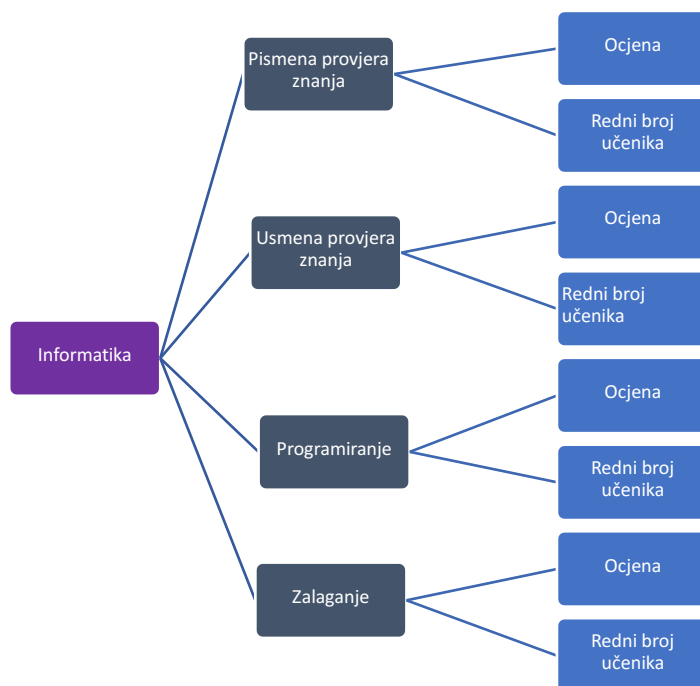 Informatika
Pismena provjera
znanja
Ocjena
Redni broj
učenika
Usmena provjera
znanja
Ocjena
Redni broj
učenika
Programiranje
Ocjena
Redni broj
učenika
Zalaganje
Ocjena
Redni broj
učenika